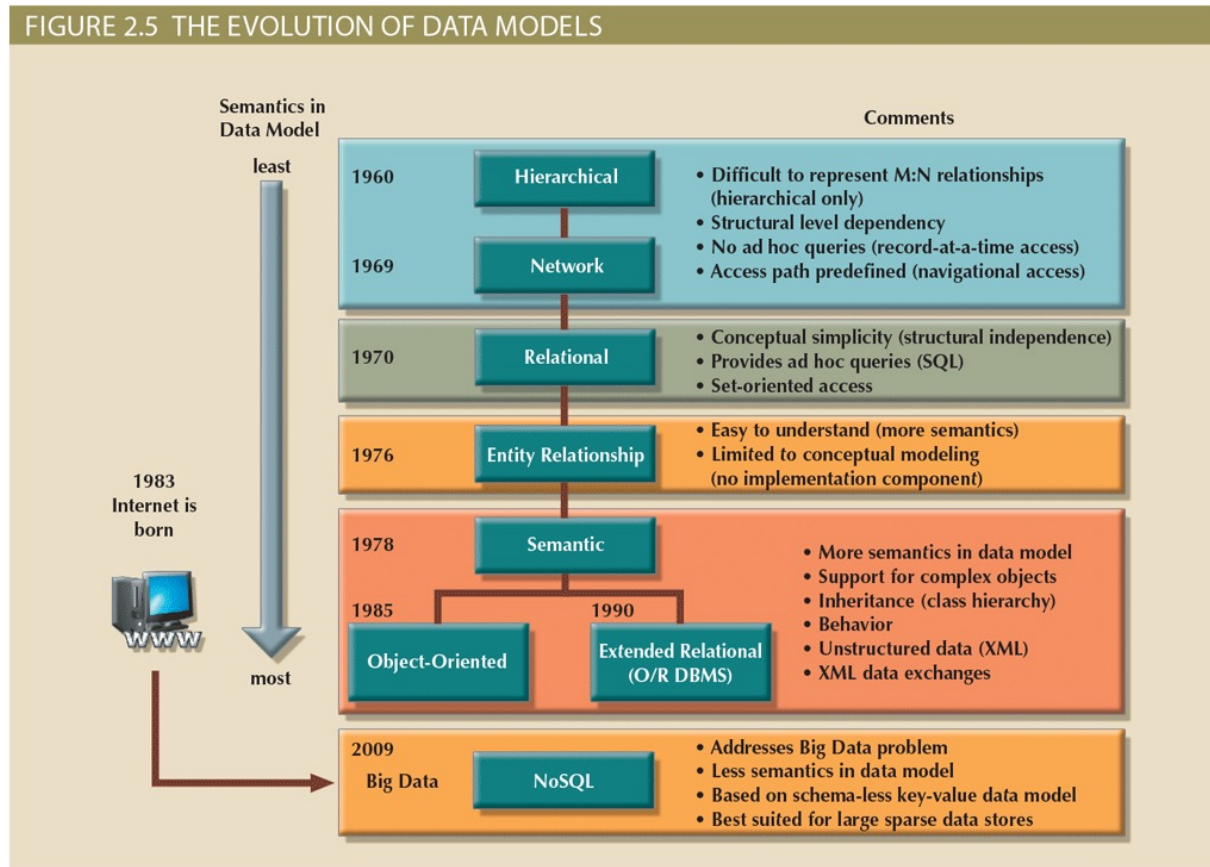 FIGURE 2.5 THE EVOLUTION OF DATA MODELS
Semantics in
Data Model
least
most
Comments
1960
Hierarchical
1969
Network
• Difficult to represent M:N relationships
(hierarchical only)
• Structural level dependency
• No ad hoc queries (record-at-a-time access)
• Access path predefined (navigational access)
1970
Relational
• Conceptual simplicity (structural independence)
• Provides ad hoc queries (SQL)
• Set-oriented access
1976
Entity Relationship
• Easy to understand (more semantics)
• Limited to conceptual modeling
(no implementation component)
1983
Internet is
born
WWW
1978
Semantic
1985
Object-Oriented
1990
Extended Relational
(O/R DBMS)
• More semantics in data model
• Support for complex objects
• Inheritance (class hierarchy)
• Behavior
• Unstructured data (XML)
• XML data exchanges
2009
Big Data
NoSQL
• Addresses Big Data problem
• Less semantics in data model
• Based on schema-less key-value data model
• Best suited for large sparse data stores